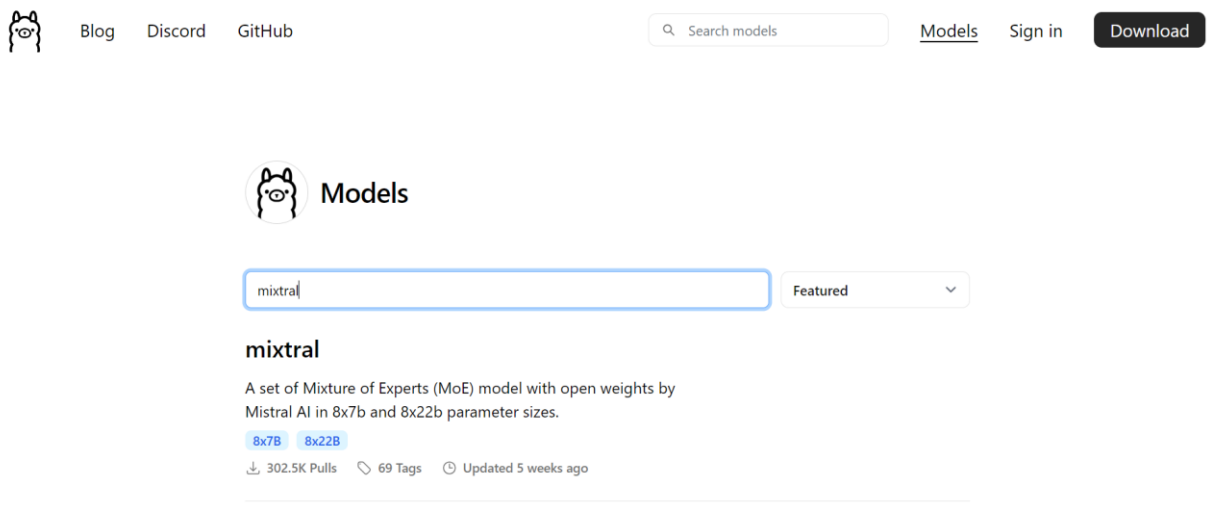 Blog Discord GitHub Search models Models Sign in Download
Models
mixtral Featured
mixtral
A set of Mixture of Experts (MoE) model with open weights by
Mistral AI in 8x7b and 8x22b parameter sizes.
8x7B 8x22B
302.5K Pulls 69 Tags Updated 5 weeks ago